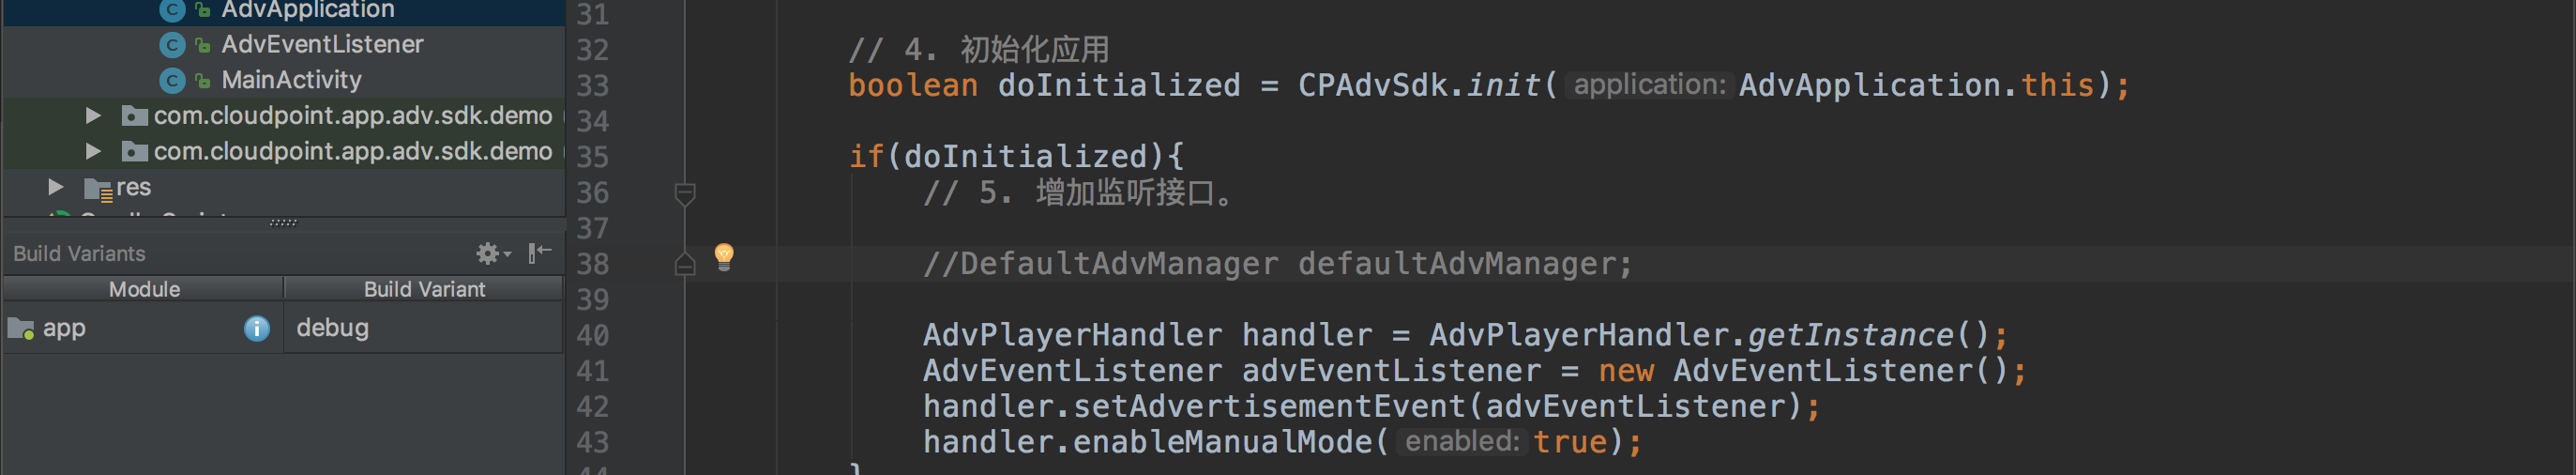 AdvApplication
AdvEventListener
MainActivity
com.cloudpoint.app.adv.sdk.demo
com.cloudpoint.app.adv.sdk.demo
res
Build Variants
Module Build Variant
app debug
31
32 // 4. 初始化应用
33 boolean doInitialized = CPAdvSdk.init( application: AdvApplication.this);
34
35 if(doInitialized){
36 // 5. 增加监听接口。
37
38 //DefaultAdvManager defaultAdvManager;
39
40 AdvPlayerHandler handler = AdvPlayerHandler.getInstance();
41 AdvEventListener advEventListener = new AdvEventListener();
42 handler.setAdvertisementEvent(advEventListener);
43 handler.enableManualMode( enabled: true);